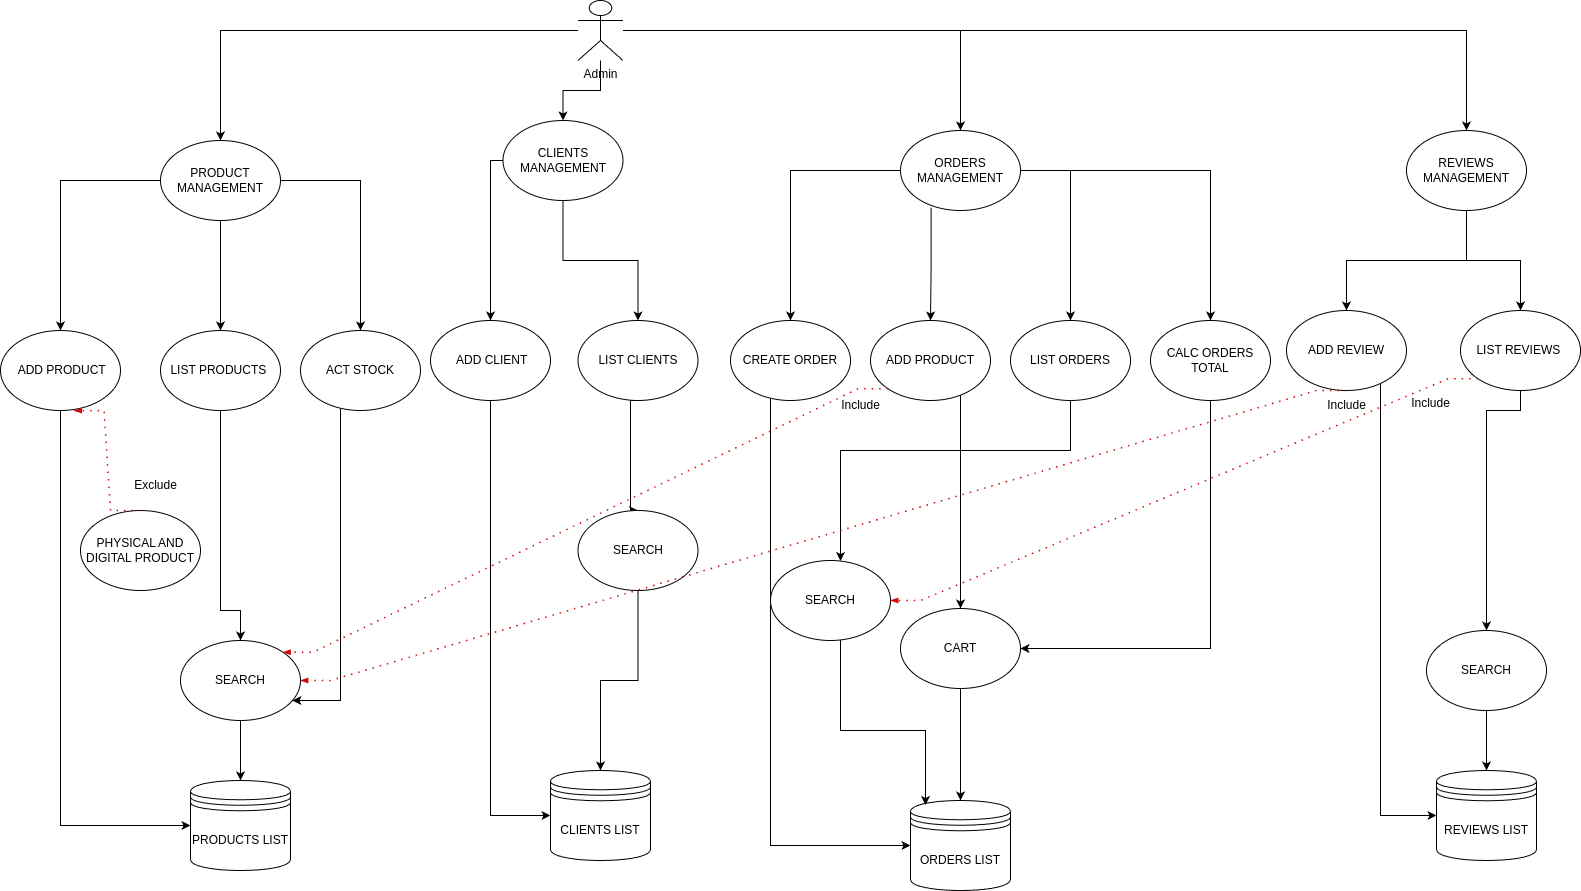 Admin
CLIENTS
MANAGEMENT
PRODUCT
MANAGEMENT
ORDERS
MANAGEMENT
REVIEWS
MANAGEMENT
ADD PRODUCT
LIST PRODUCTS
ACT STOCK
ADD CLIENT
LIST CLIENTS
CREATE ORDER
ADD PRODUCT
LIST ORDERS
CALC ORDERS
TOTAL
ADD REVIEW
LIST REVIEWS
Include
Include
Include
Exclude
PHYSICAL AND
DIGITAL PRODUCT
SEARCH
SEARCH
CART
SEARCH
SEARCH
PRODUCTS LIST
CLIENTS LIST
ORDERS LIST
REVIEWS LIST